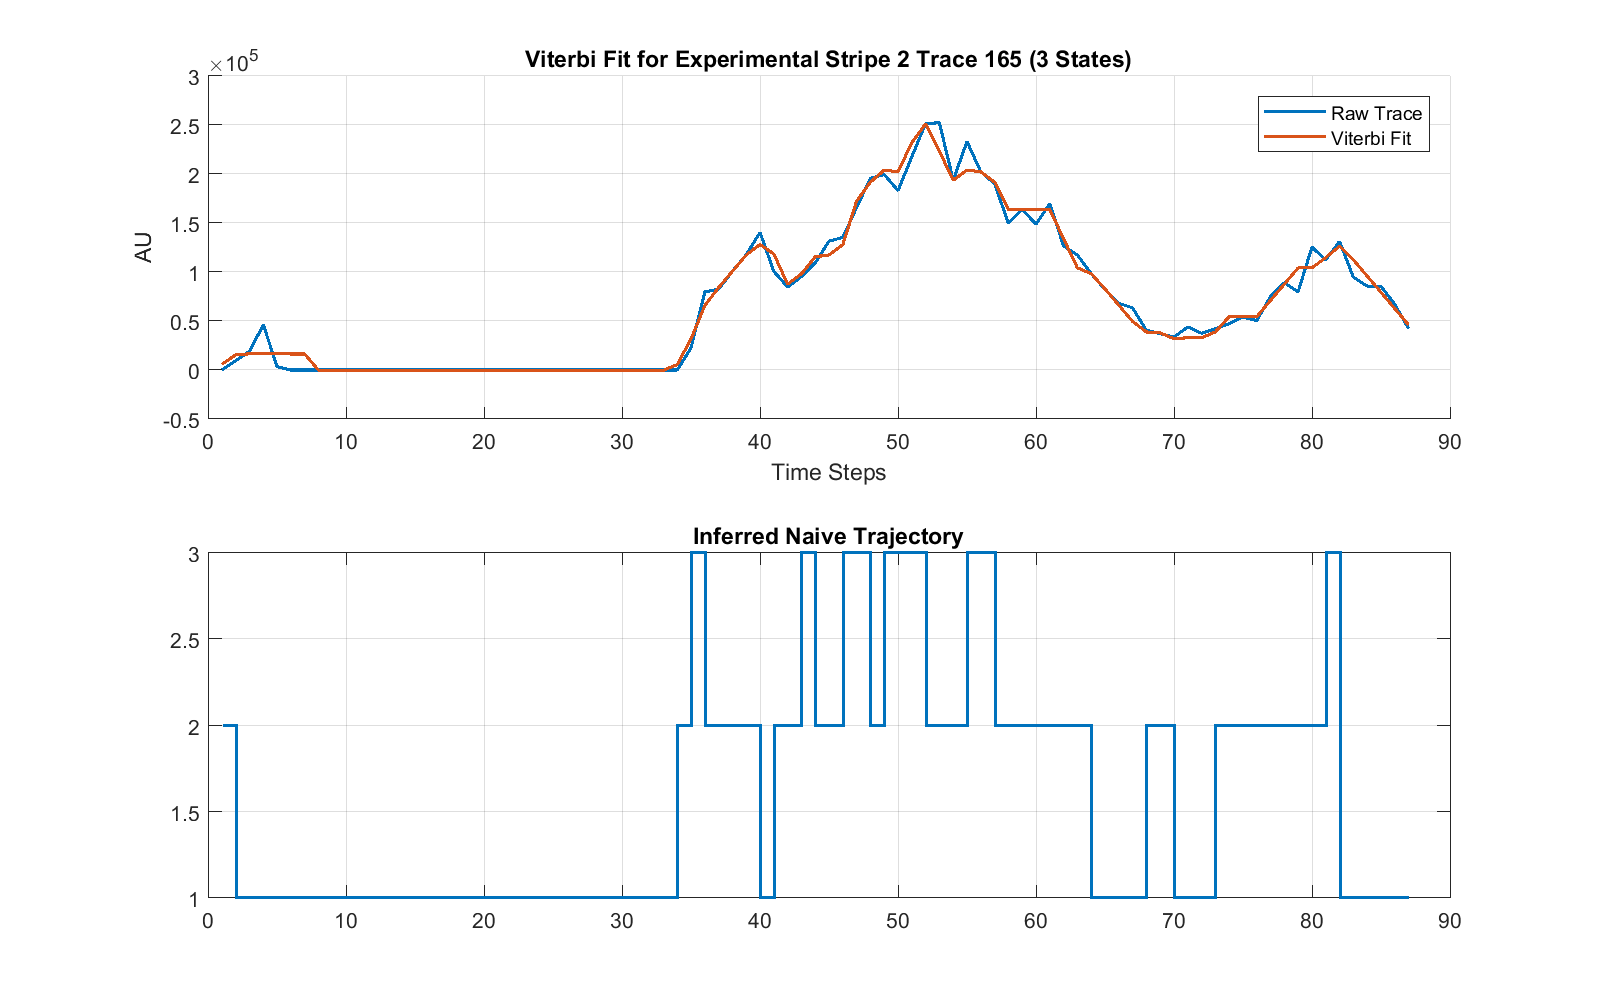 Viterbi Fit for Experimental Stripe 2 Trace 165 (3 States)
×10^5
3
2.5
2
1.5
1
0.5
0
-0.5
AU
Raw Trace
Viterbi Fit
0 10 20 30 40 50 60 70 80 90
Time Steps
Inferred Naive Trajectory
3
2.5
2
1.5
1
0 10 20 30 40 50 60 70 80 90